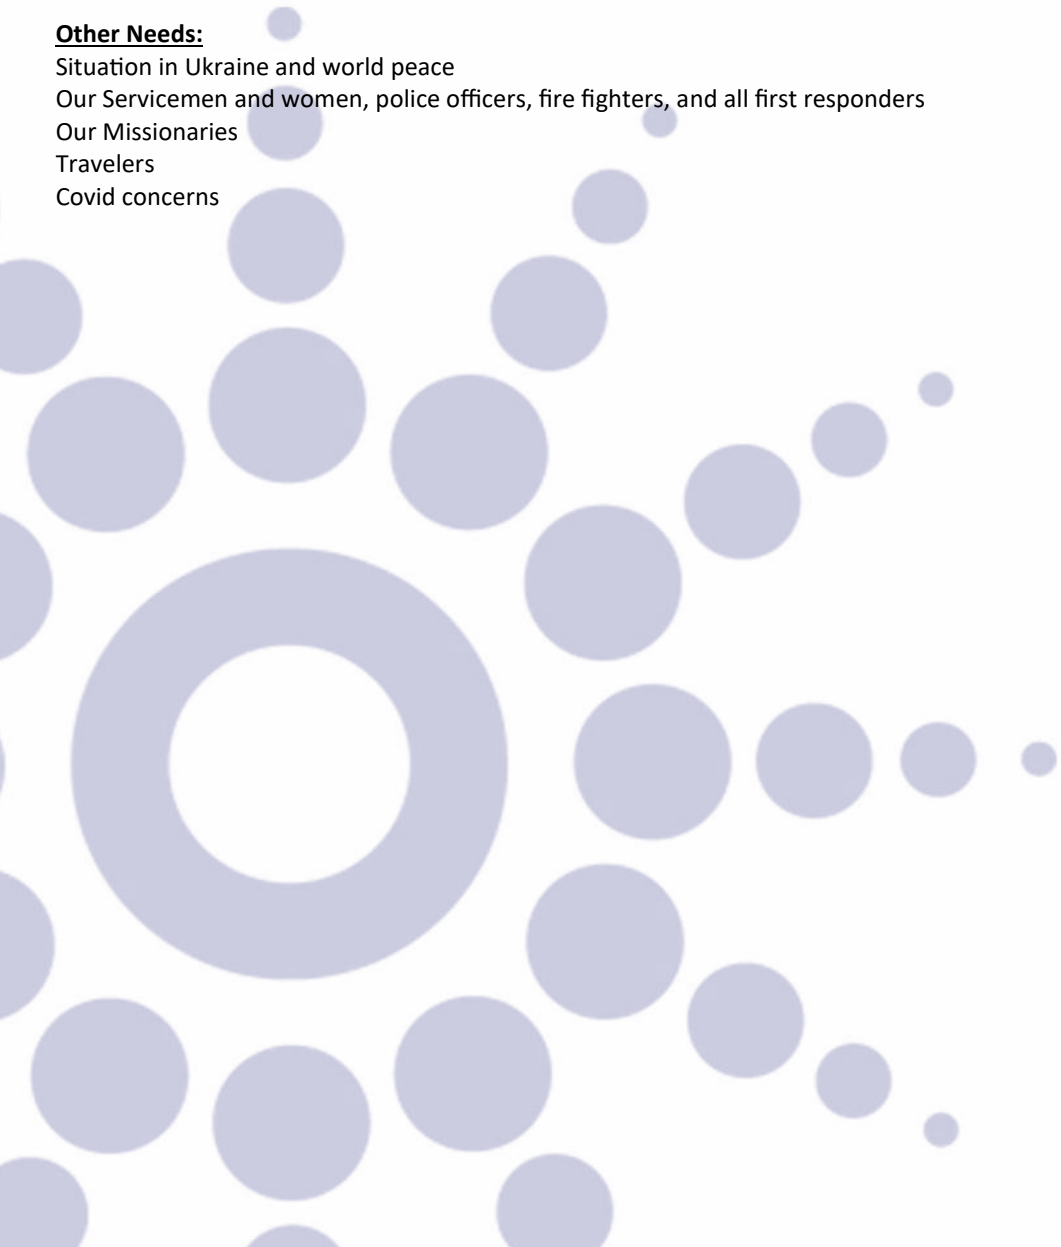 Other Needs:
Situation in Ukraine and world peace
Our Servicemen and women, police officers, fire fighters, and all first responders
Our Missionaries
Travelers
Covid concerns